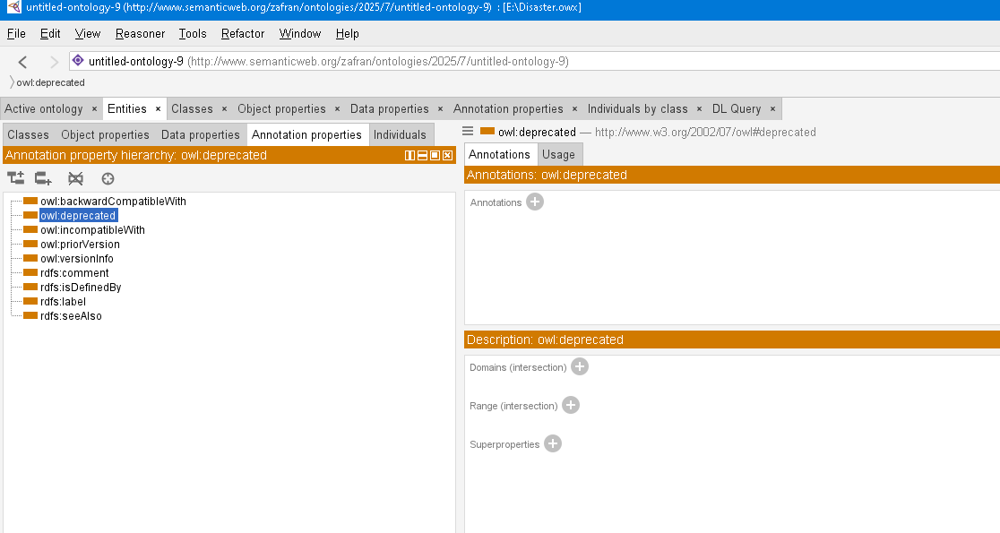 untitled-ontology-9 (http://www.semanticweb.org/zafran/ontologies/2025/7/untitled-ontology-9) : [E:\Disaster.owx]
File Edit View Reasoner Tools Refactor Window Help
untitled-ontology-9 (http://www.semanticweb.org/zafran/ontologies/2025/7/untitled-ontology-9)
owl:deprecated
Active ontology × Entities × Classes × Object properties × Data properties × Annotation properties × Individuals by class × DL Query ×
Classes Object properties Data properties Annotation properties Individuals
Annotation property hierarchy: owl:deprecated
owl:backwardCompatibleWith
owl:deprecated
owl:incompatibleWith
owl:priorVersion
owl:versionInfo
rdfs:comment
rdfs:isDefinedBy
rdfs:label
rdfs:seeAlso
owl:deprecated — http://www.w3.org/2002/07/owl#deprecated
Annotations Usage
Annotations: owl:deprecated
Annotations
Description: owl:deprecated
Domains (intersection)
Range (intersection)
Superproperties